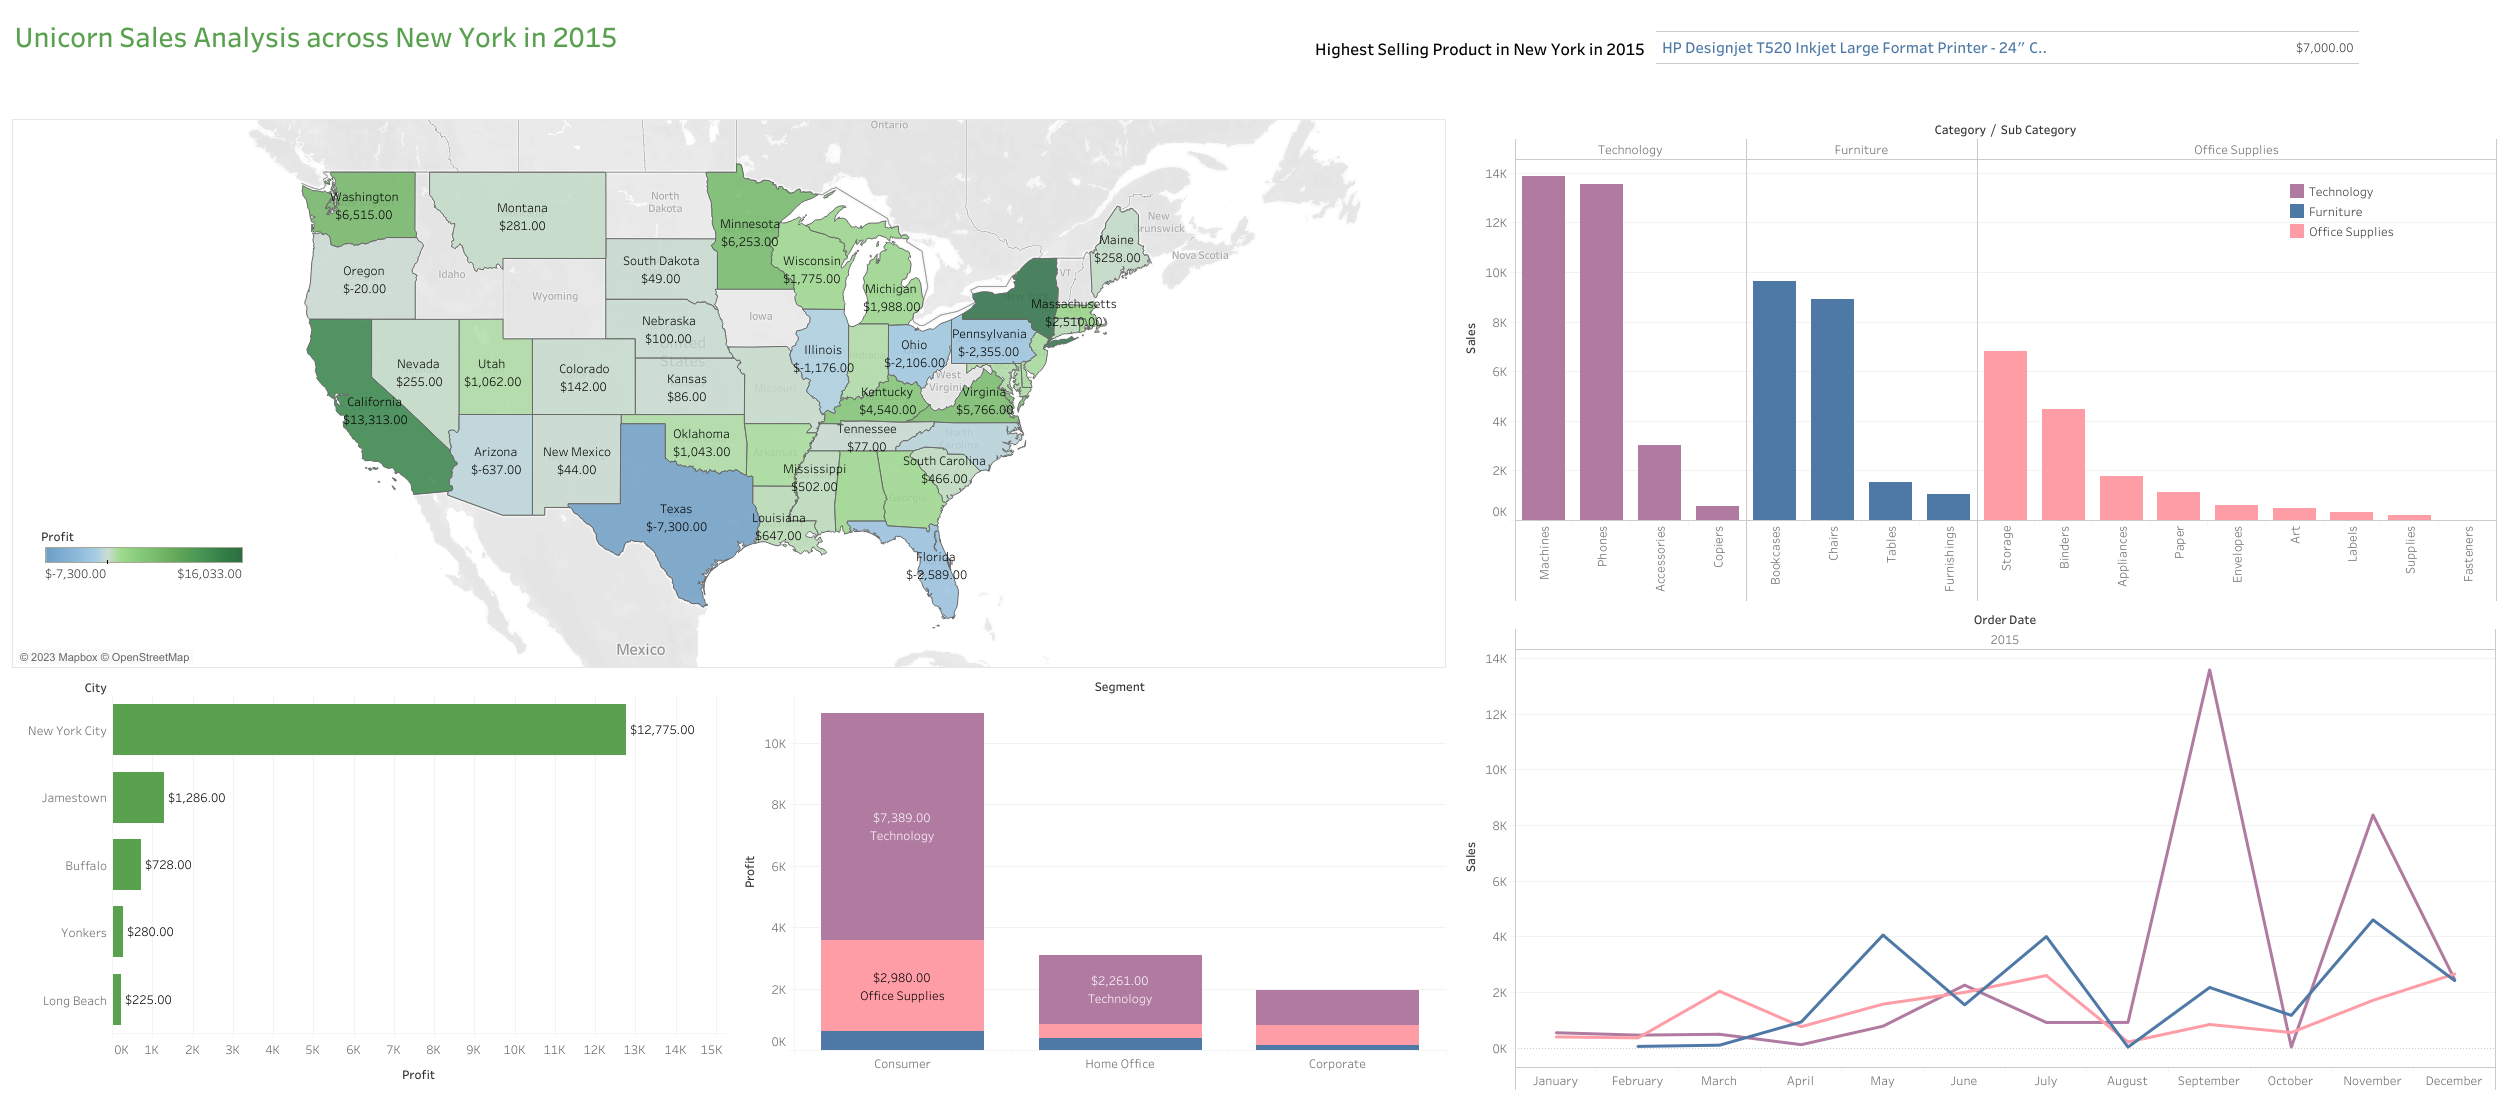 Unicorn Sales Analysis across New York in 2015
Highest Selling Product in New York in 2015
HP Designjet T520 Inkjet Large Format Printer - 24" C..
$7,000.00
Ontario
Washington
$6,515.00
Montana
$281.00
North
Dakota
Minnesota
$6,253.00
Oregon
$-20.00
Idaho
South Dakota
$49.00
Wisconsin
$1,775.00
Michigan
$1,988.00
Maine
$258.00
New
Brunswick
Nova Scotia
VT
Wyoming
Nebraska
$100.00
Iowa
Massachusetts
$2,510.00
United
States
Nevada
$255.00
Utah
$1,062.00
Colorado
$142.00
Kansas
$86.00
Missouri
Illinois
$-1,176.00
Indiana
Ohio
$-2,106.00
Pennsylvania
$-2,355.00
West
Virginia
California
$13,313.00
Kentucky
$4,540.00
Virginia
$5,766.00
Arizona
$-637.00
New Mexico
$44.00
Oklahoma
$1,043.00
Arkansas
Tennessee
$77.00
North
Carolina
Mississippi
$502.00
South Carolina
$466.00
Georgia
Texas
$-7,300.00
Louisiana
$647.00
Florida
$-2,589.00
Mexico
Profit
$-7,300.00
$16,033.00
© 2023 Mapbox © OpenStreetMap
Category / Sub Category
Technology
Furniture
Office Supplies
Technology
Furniture
Office Supplies
Sales
14K
12K
10K
8K
6K
4K
2K
0K
Machines
Phones
Accessories
Copiers
Bookcases
Chairs
Tables
Furnishings
Storage
Binders
Appliances
Paper
Envelopes
Art
Labels
Supplies
Fasteners
City
New York City
$12,775.00
Jamestown
$1,286.00
Buffalo
$728.00
Yonkers
$280.00
Long Beach
$225.00
0K 1K 2K 3K 4K 5K 6K 7K 8K 9K 10K 11K 12K 13K 14K 15K
Profit
Segment
Profit
10K
8K
6K
4K
2K
0K
$7,389.00
Technology
$2,980.00
Office Supplies
$2,261.00
Technology
Consumer
Home Office
Corporate
Order Date
2015
Sales
14K
12K
10K
8K
6K
4K
2K
0K
January February March April May June July August September October November December